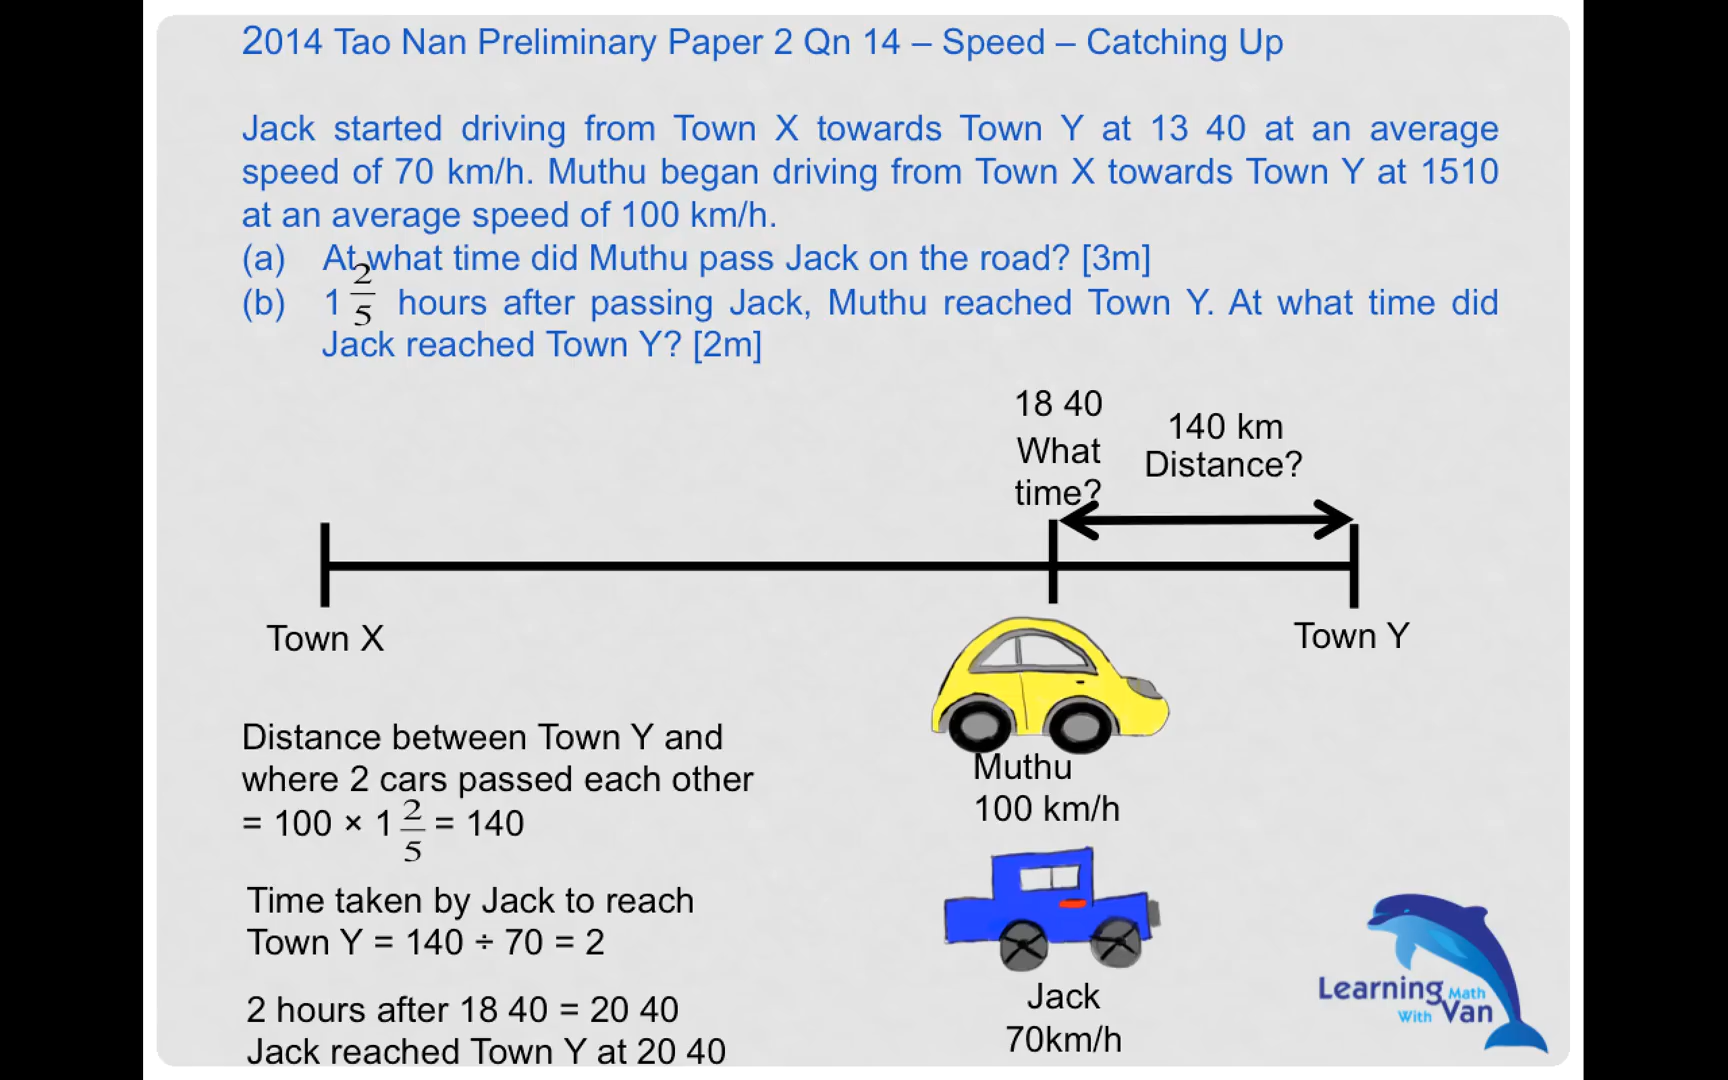 2014 Tao Nan Preliminary Paper 2 Qn 14 – Speed – Catching Up
Jack started driving from Town X towards Town Y at 13 40 at an average
speed of 70 km/h. Muthu began driving from Town X towards Town Y at 1510
at an average speed of 100 km/h.
(a) At what time did Muthu pass Jack on the road? [3m]
(b) 1 2/5 hours after passing Jack, Muthu reached Town Y. At what time did
Jack reached Town Y? [2m]
18 40
What
time?
140 km
Distance?
Town X
Town Y
Distance between Town Y and
where 2 cars passed each other
= 100 × 1 2/5 = 140
Time taken by Jack to reach
Town Y = 140 ÷ 70 = 2
2 hours after 18 40 = 20 40
Jack reached Town Y at 20 40
Muthu
100 km/h
Jack
70km/h
Learning Math
With Van